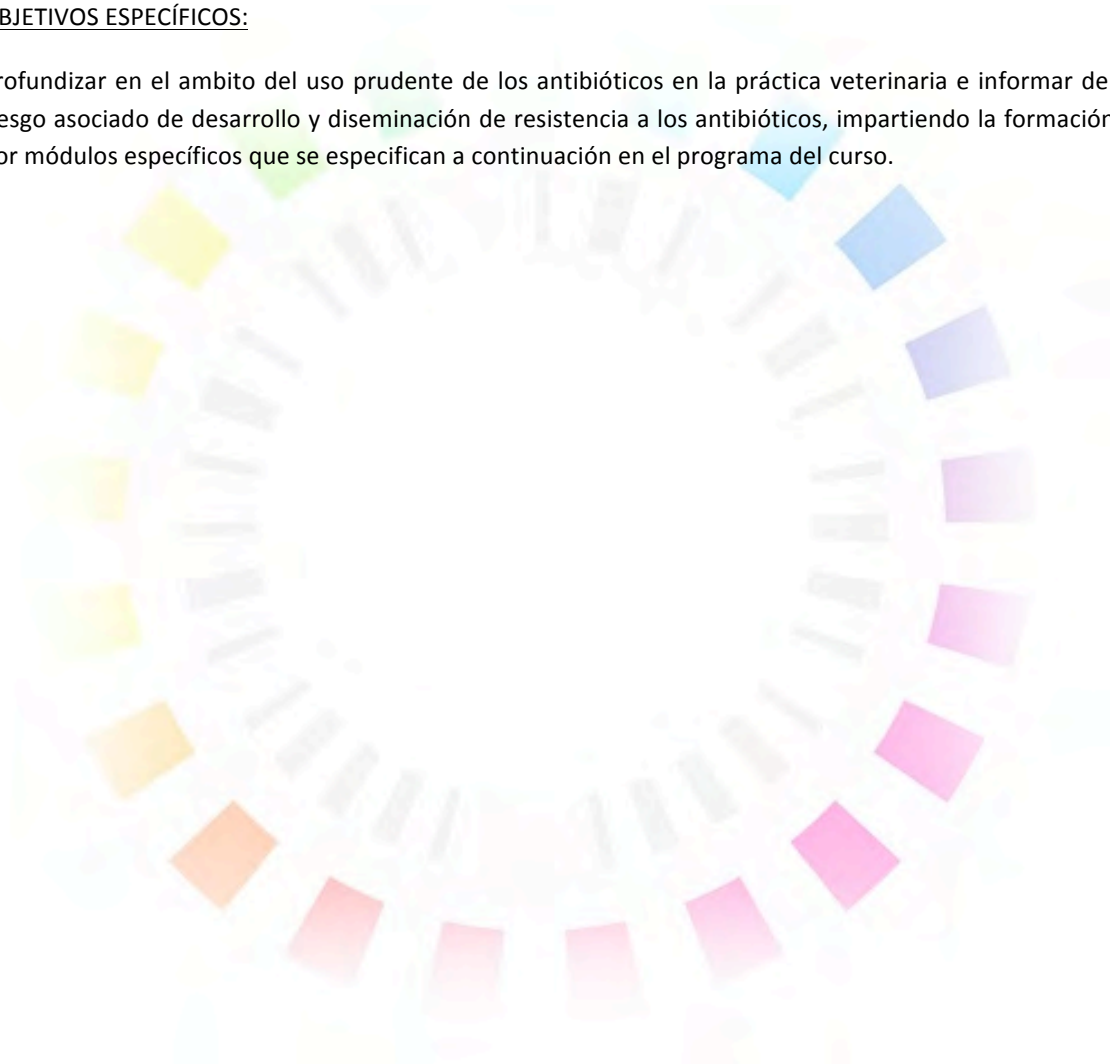 BJETIVOS ESPECÍFICOS:
rofundizar en el ambito del uso prudente de los antibióticos en la práctica veterinaria e informar de
esgo asociado de desarrollo y diseminación de resistencia a los antibióticos, impartiendo la formación
or módulos específicos que se especifican a continuación en el programa del curso.